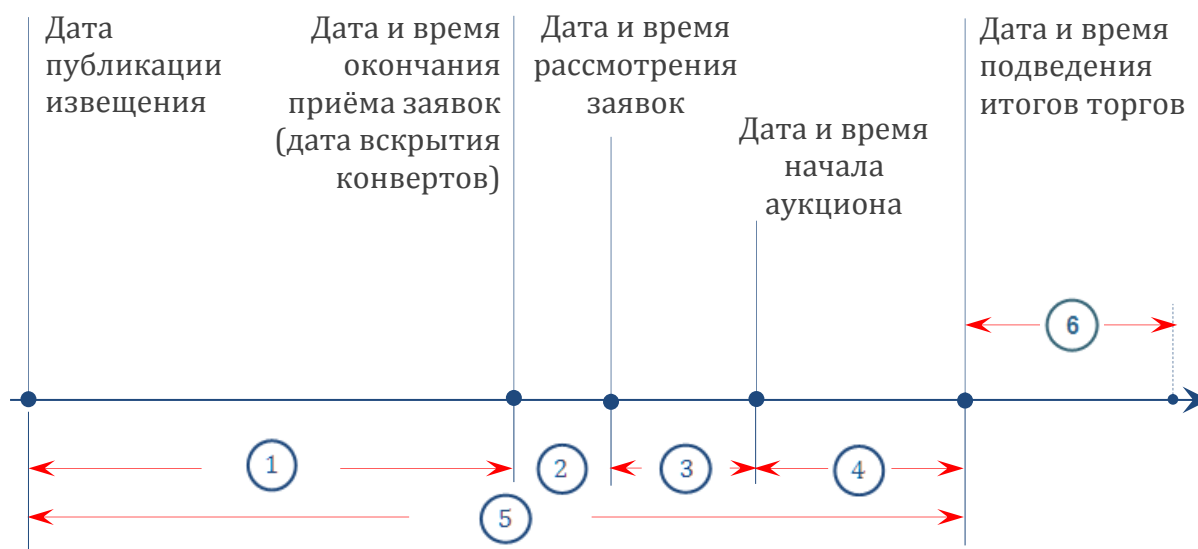 Дата
публикации
извещения
Дата и время
окончания
приёма заявок
(дата вскрытия
конвертов)
Дата и время
рассмотрения
заявок
Дата и время
начала
аукциона
Дата и время
подведения
итогов торгов
6
1
2
3
4
5